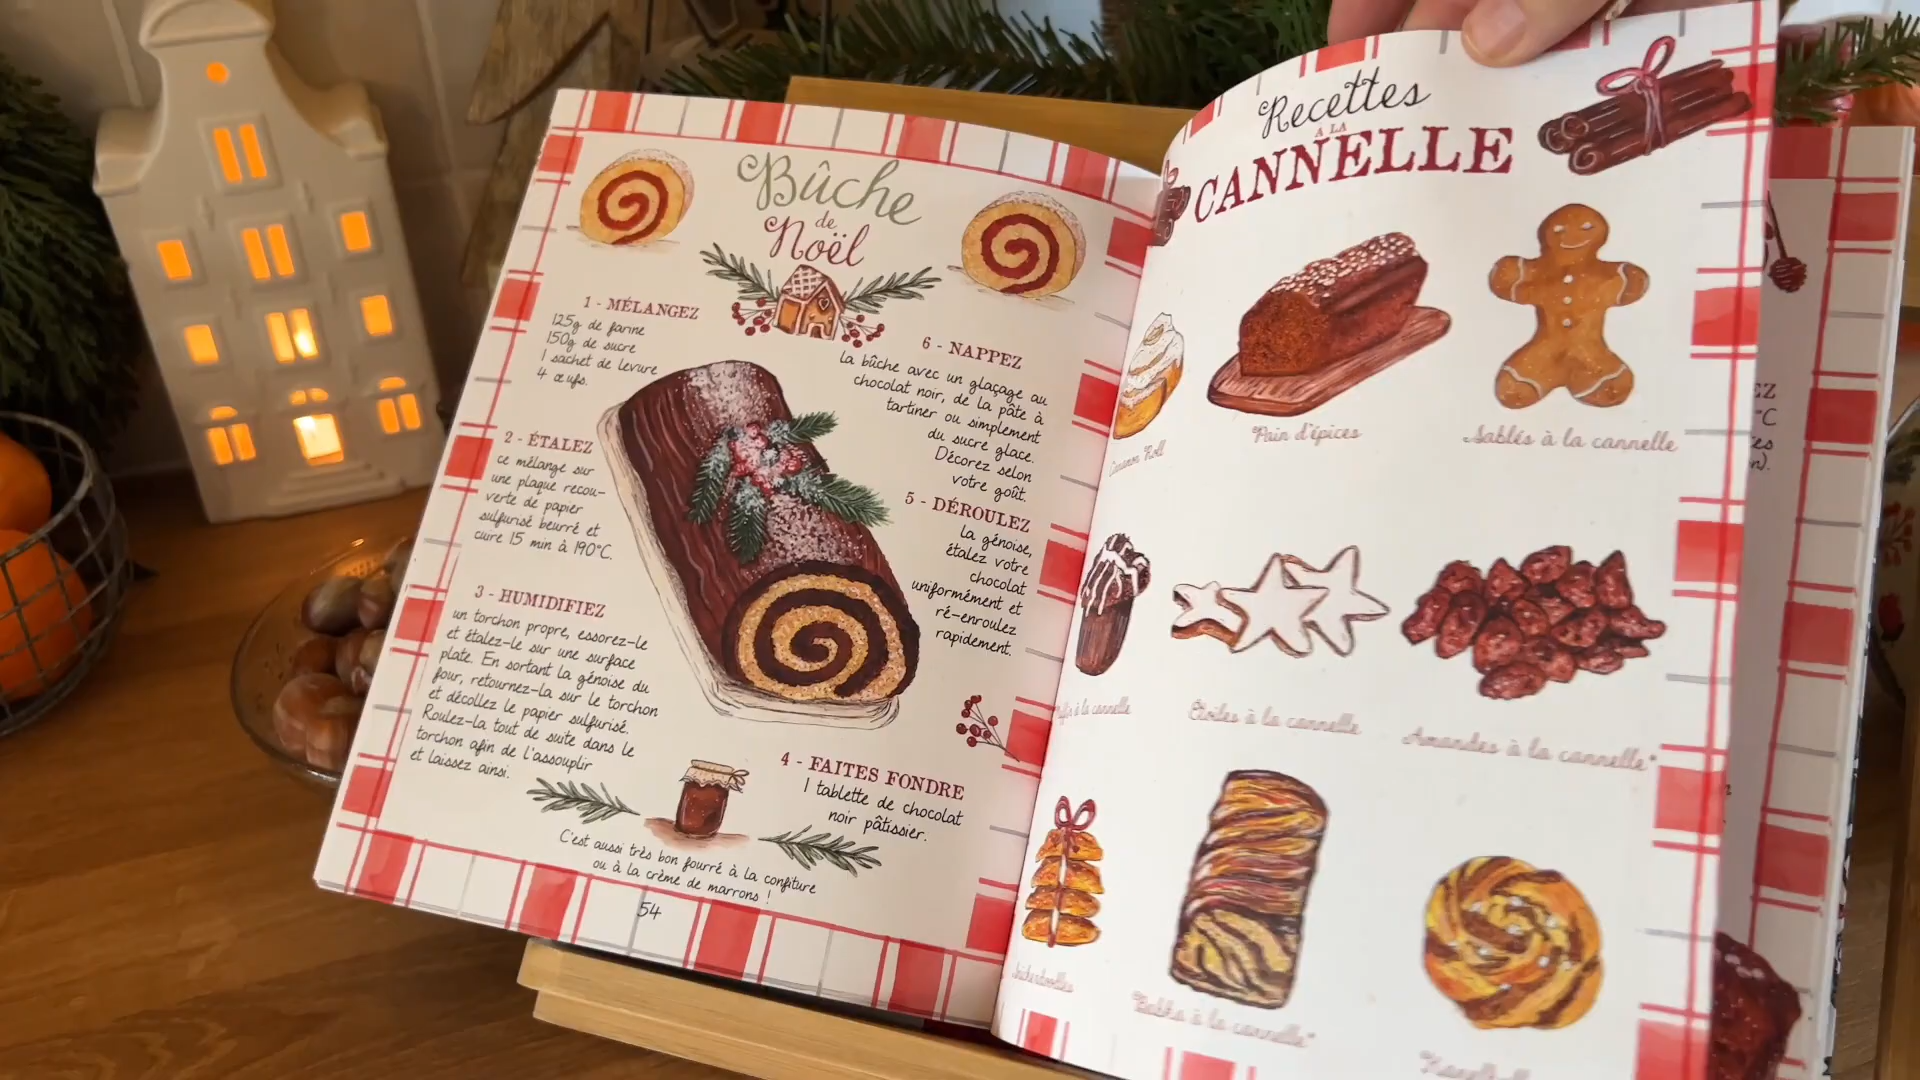 Bûche
de
Noël
1 - MÉLANGEZ
125g de farine
150g de sucre
1 sachet de levure
4 œufs.
2 - ÉTALEZ
ce mélange sur
une plaque recou-
verte de papier
sulfurisé beurré et
cuire 15 min à 190°C.
3 - HUMIDIFIEZ
un torchon propre, essorez-le
et étalez-le sur une surface
plate. En sortant la génoise du
four, retournez-la sur le torchon
et décollez le papier sulfurisé.
Roulez-la tout de suite dans le
torchon afin de l'assouplir
et laissez ainsi.
4 - FAITES FONDRE
1 tablette de chocolat
noir pâtissier.
5 - DÉROULEZ
la génoise,
étalez votre
chocolat
uniformément et
ré-enroulez
rapidement.
6 - NAPPEZ
la bûche avec un glaçage au
chocolat noir, de la pâte à
tartiner ou simplement
du sucre glace.
Décorez selon
votre goût.
C'est aussi très bon fourré à la confiture
ou à la crème de marrons !
54
Recettes
À LA
CANNELLE
Roll
Pain d'épices
Sablés à la cannelle
à la cannelle
Étoiles à la cannelle
Amandes à la cannelle*
Babka à la cannelle*
EZ
°C